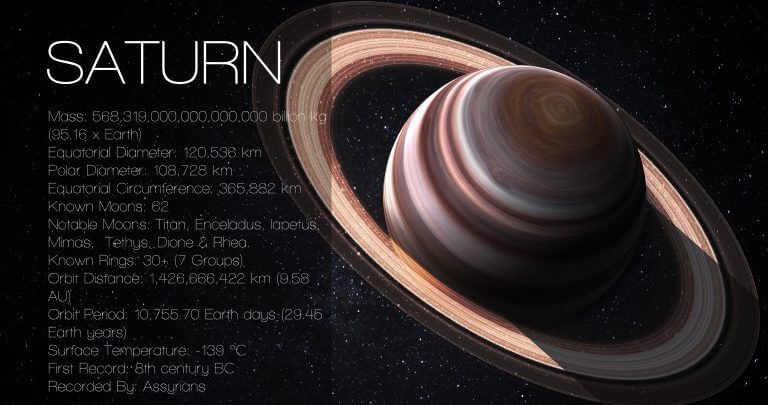 SATURN
Mass: 568,319,000,000,000,000,000 billion kg
(95.16 x Earth)
Equatorial Diameter: 120,536 km
Polar Diameter: 108,728 km
Equatorial Circumference: 365,882 km
Known Moons: 62
Notable Moons: Titan, Enceladus, Iapetus,
Mimas, Tethys, Dione & Rhea.
Known Rings: 30+ (7 Groups)
Orbit Distance: 1,426,666,422 km (9.58
AU)
Orbit Period: 10,755.70 Earth days (29.45
Earth years)
Surface Temperature: -139 °C
First Record: 8th century BC
Recorded By: Assyrians